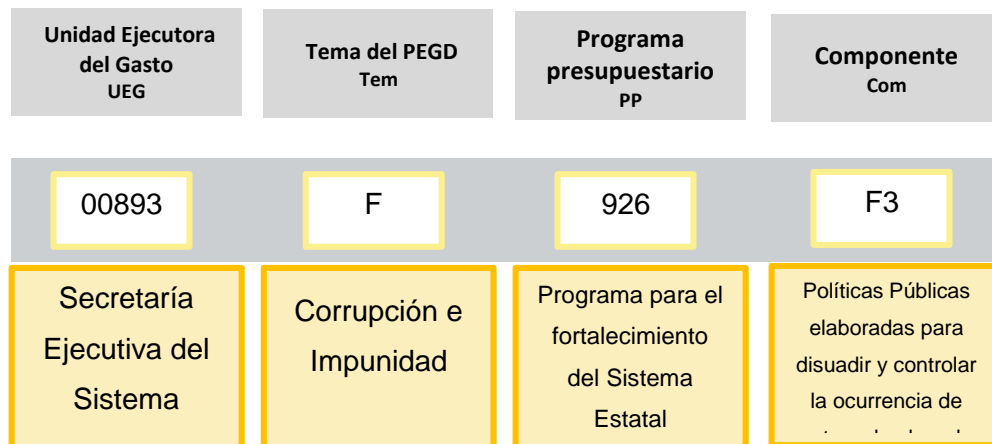 Unidad Ejecutora
del Gasto
UEG
Tema del PEGD
Tem
Programa
presupuestario
PP
Componente
Com
00893
F
926
F3
Secretaría
Ejecutiva del
Sistema
Corrupción e
Impunidad
Programa para el
fortalecimiento
del Sistema
Estatal
Políticas Públicas
elaboradas para
disuadir y controlar
la ocurrencia de